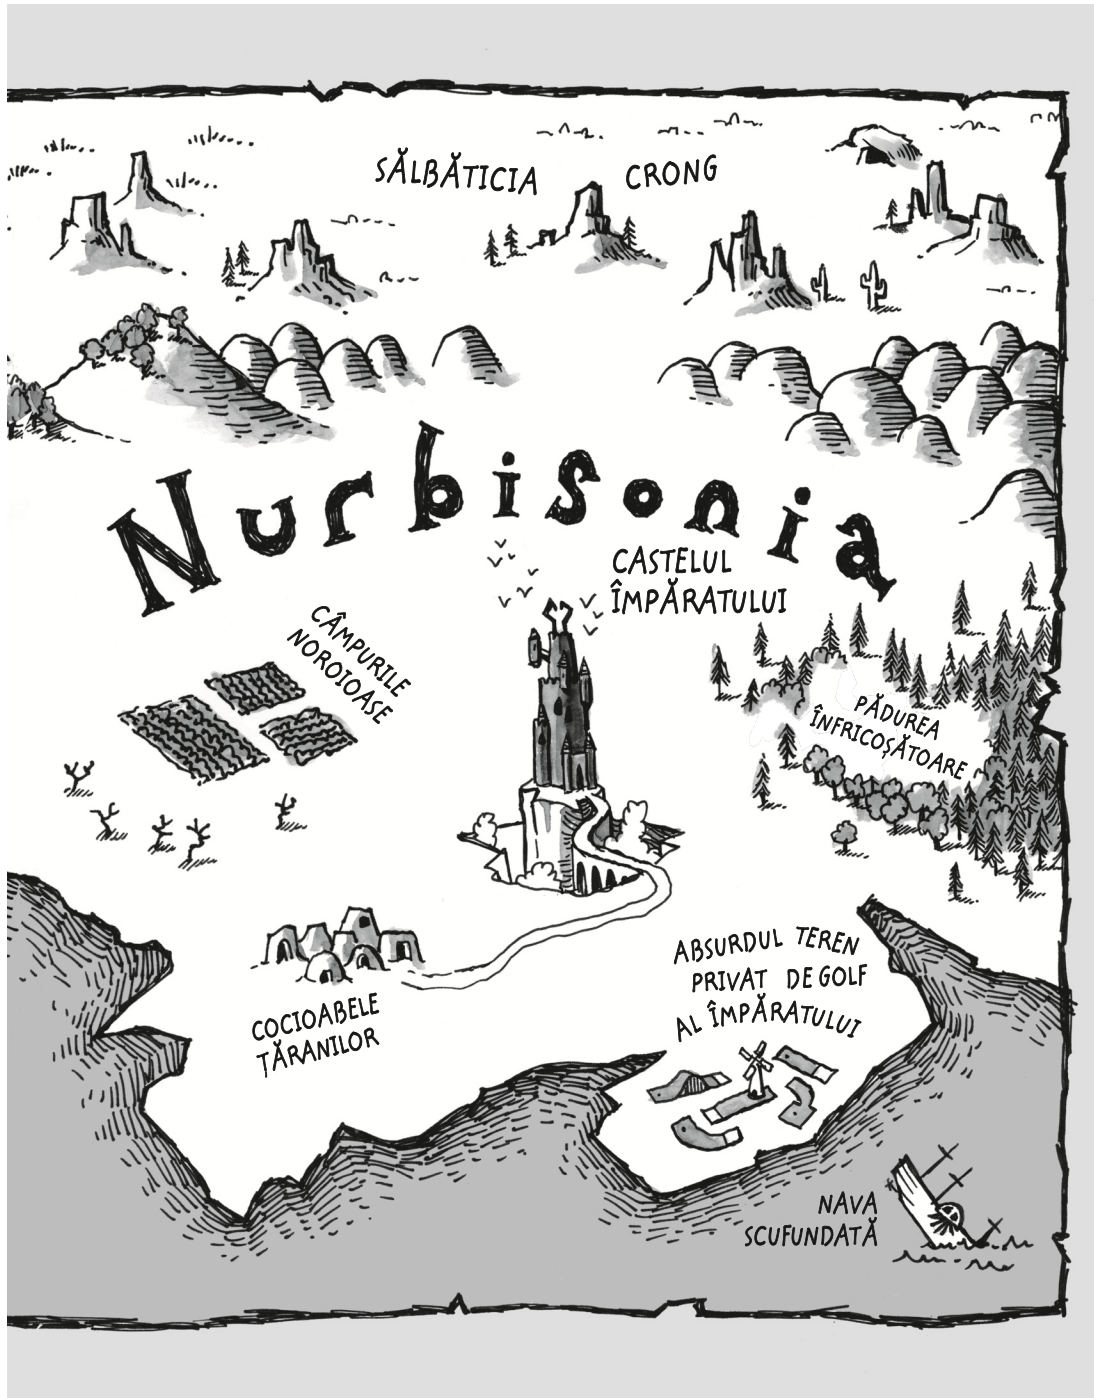 SĂLBĂTICIA CRONG
Nurbisonia
CASTELUL
ÎMPĂRATULUI
CÂMPURILE
NOROIOASE
PĂDUREA
ÎNFRICOȘĂTOARE
ABSURDUL TEREN
PRIVAT DE GOLF
AL ÎMPĂRATULUI
COCIOABELE
ȚĂRANILOR
NAVA
SCUFUNDATĂ